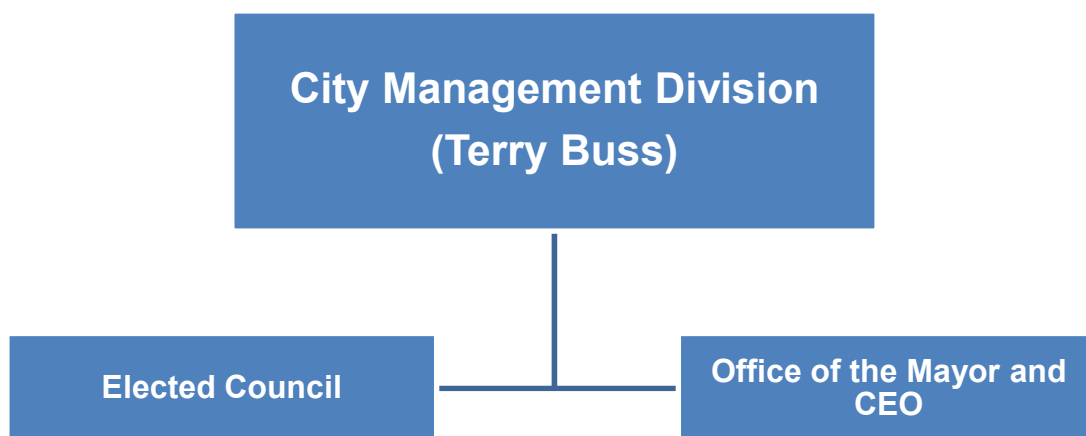 City Management Division
(Terry Buss)
Elected Council
Office of the Mayor and
CEO